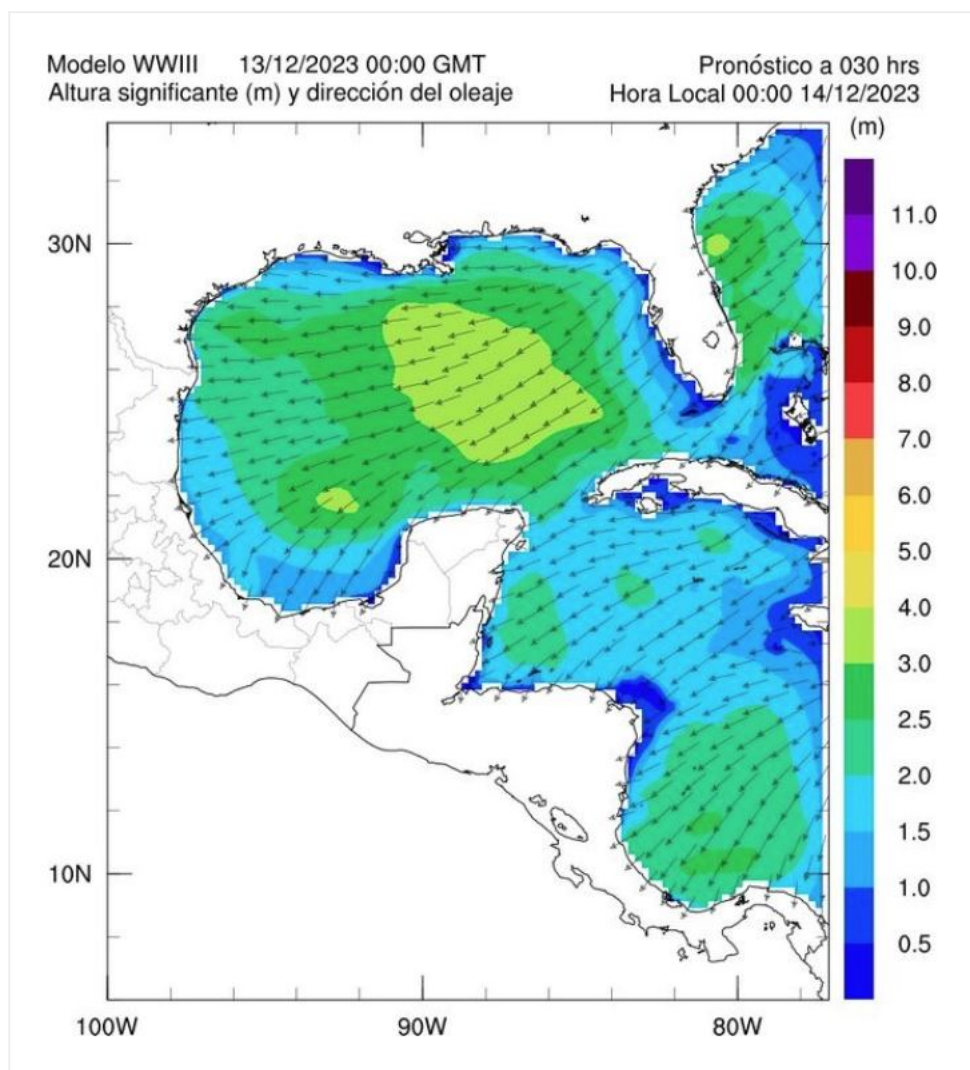 Modelo WWIII 13/12/2023 00:00 GMT
Pronóstico a 030 hrs
Altura significante (m) y dirección del oleaje
Hora Local 00:00 14/12/2023
(m)
11.0
10.0
9.0
8.0
7.0
6.0
5.0
4.0
3.0
2.5
2.0
1.5
1.0
0.5
30N
20N
10N
100W 90W 80W